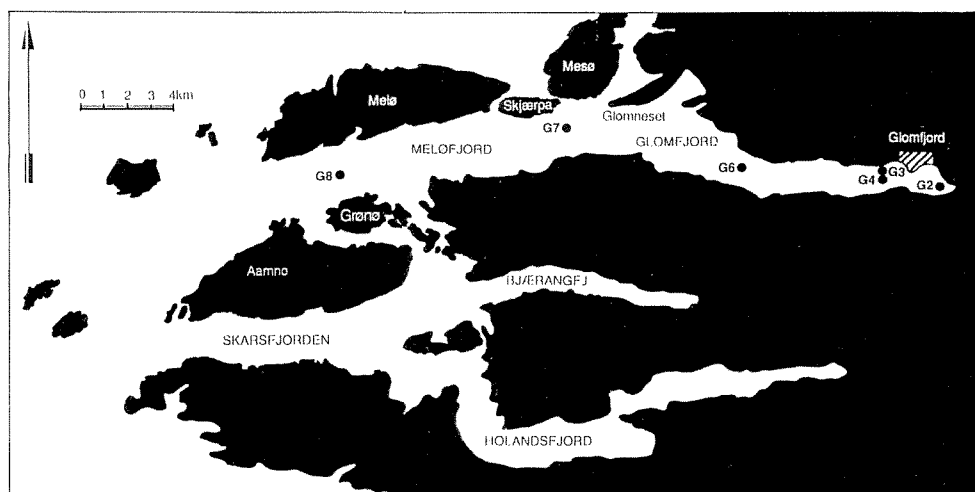 Mesø
0 1 2 3 4km
Melø
Skjærpa
Glomneset
G7
MELØFJORD
GLOMFJORD
Glomfjord
G6
G3
G4
G2
G8
Grønø
Aamnø
BJÆRANGFJ
SKARSFJORDEN
HOLANDSFJORD